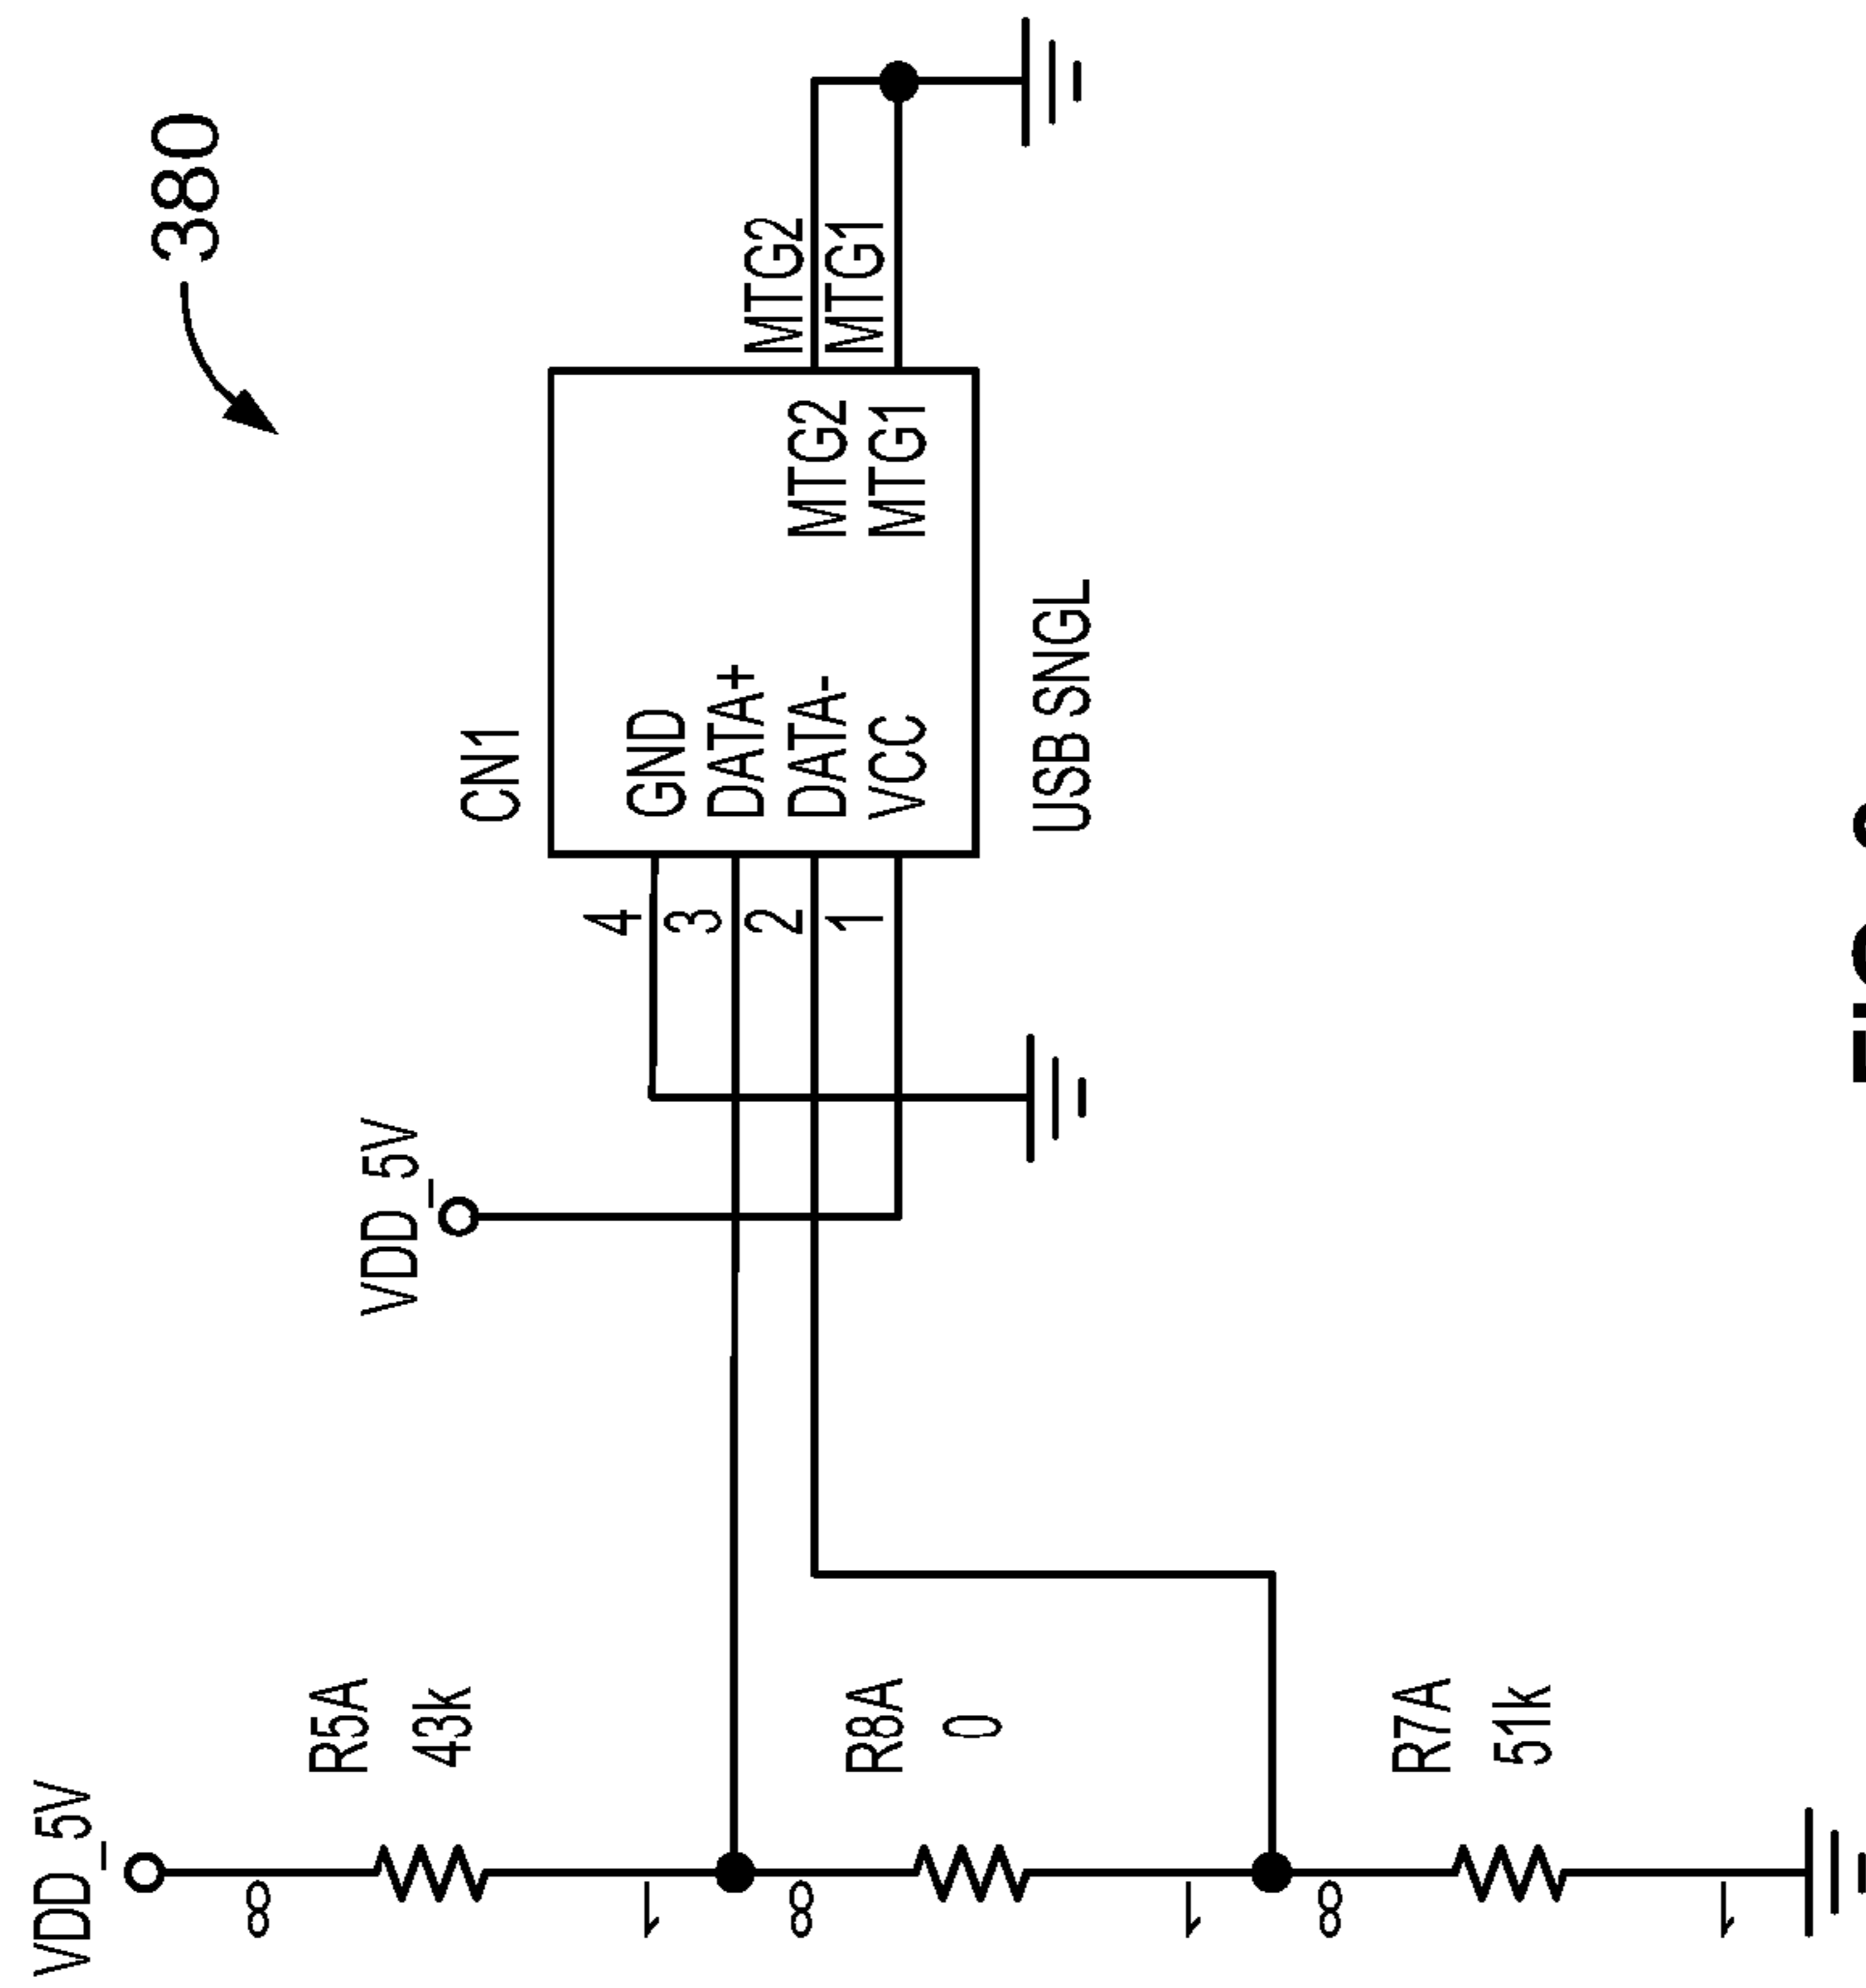 380
VDD_5V
R5A
43k
8
1
R8A
0
8
1
R7A
51k
8
1
VDD_5V
CN1
4
3
2
1
GND
DATA+
DATA-
VCC
MTG2
MTG1
MTG2
MTG1
USB SNGL